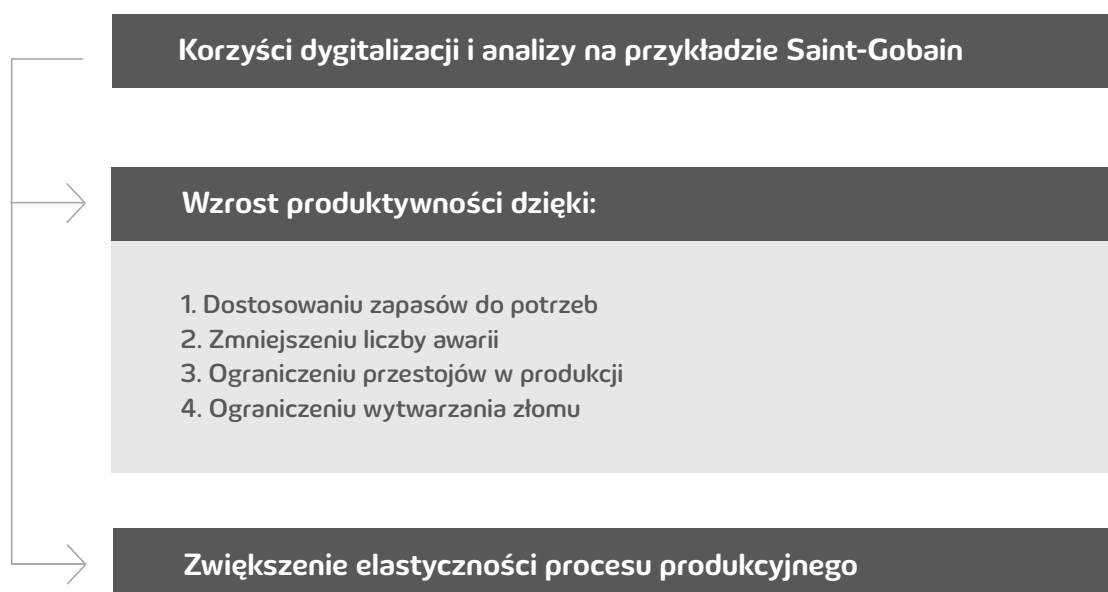 Korzyści dygitalizacji i analizy na przykładzie Saint-Gobain
Wzrost produktywności dzięki:
1. Dostosowaniu zapasów do potrzeb
2. Zmniejszeniu liczby awarii
3. Ograniczeniu przestojów w produkcji
4. Ograniczeniu wytwarzania złomu
Zwiększenie elastyczności procesu produkcyjnego